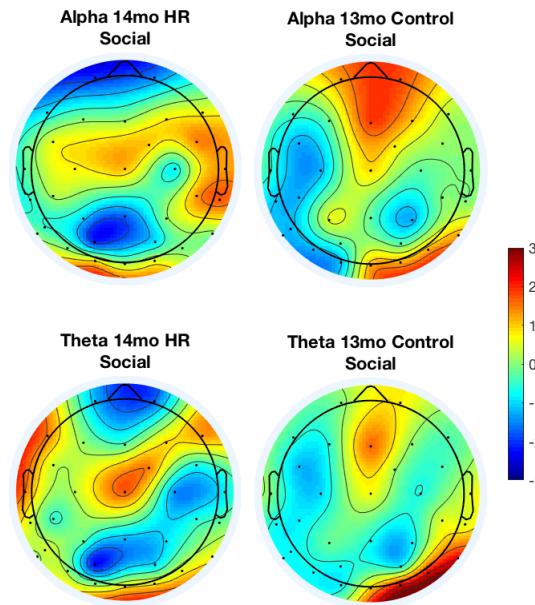 Alpha 14mo HR
Social
Alpha 13mo Control
Social
3
2
1
0
-
-
-
Theta 14mo HR
Social
Theta 13mo Control
Social